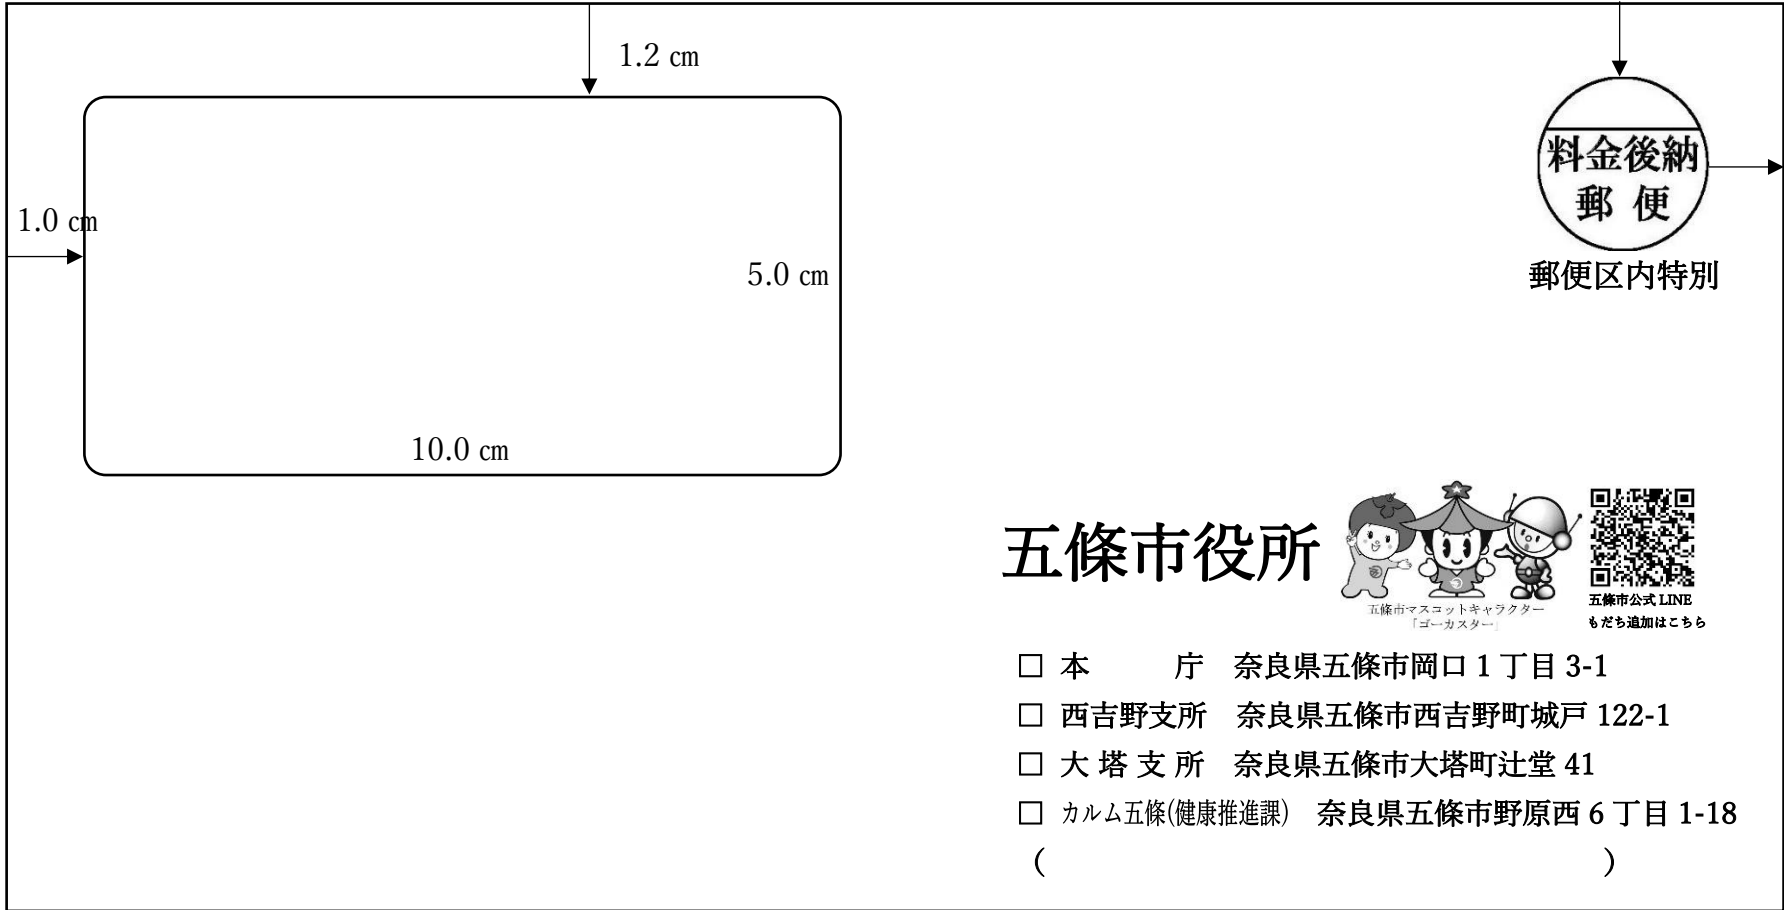 1.2 ㎝
料金後納
郵 便
1.0 ㎝
郵便区内特別
5.0 ㎝
10.0 ㎝
五條市役所
五條市マスコットキャラクター
「ゴーカスター」
五條市公式 LINE
もだち追加はこちら
□ 本　　　庁　奈良県五條市岡口 1 丁目 3-1
□ 西吉野支所　奈良県五條市西吉野町城戸 122-1
□ 大 塔 支 所　奈良県五條市大塔町辻堂 41
□ カルム五條(健康推進課)　奈良県五條市野原西 6 丁目 1-18
(　　　　　　　　　　　　　　　　　　　)